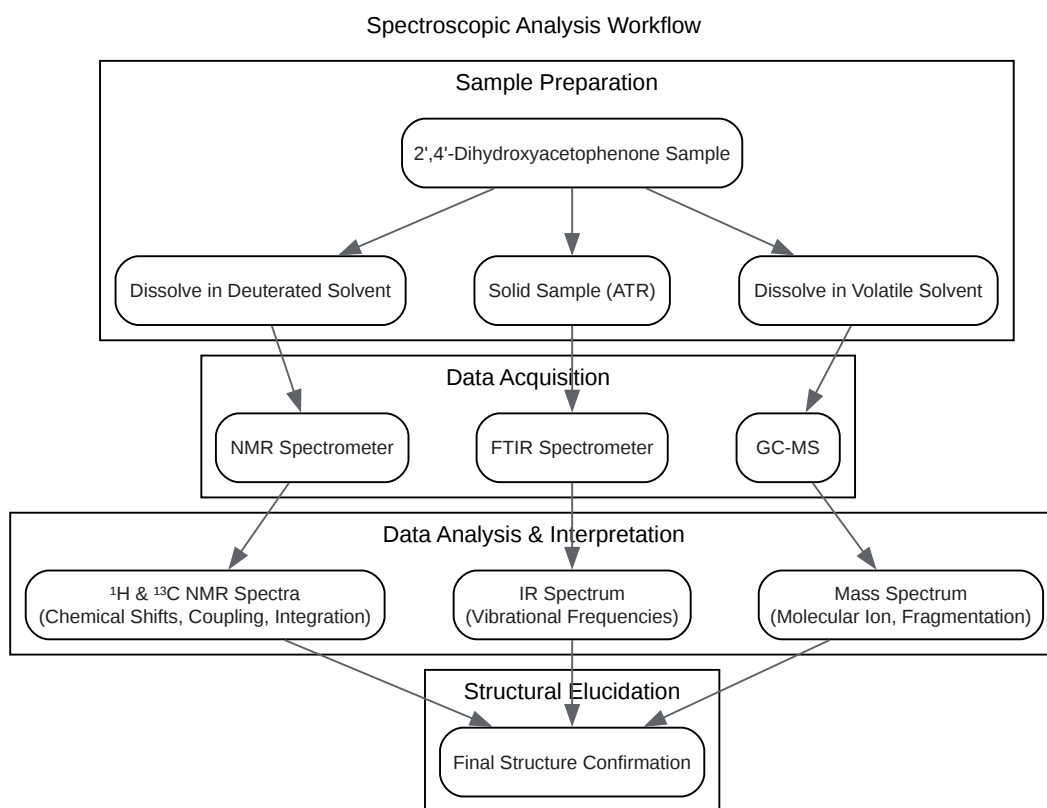 Spectroscopic Analysis Workflow
Sample Preparation
2',4'-Dihydroxyacetophenone Sample
Dissolve in Deuterated Solvent
Solid Sample (ATR)
Dissolve in Volatile Solvent
Data Acquisition
NMR Spectrometer
FTIR Spectrometer
GC-MS
Data Analysis & Interpretation
¹H & ¹³C NMR Spectra
(Chemical Shifts, Coupling, Integration)
IR Spectrum
(Vibrational Frequencies)
Mass Spectrum
(Molecular Ion, Fragmentation)
Structural Elucidation
Final Structure Confirmation